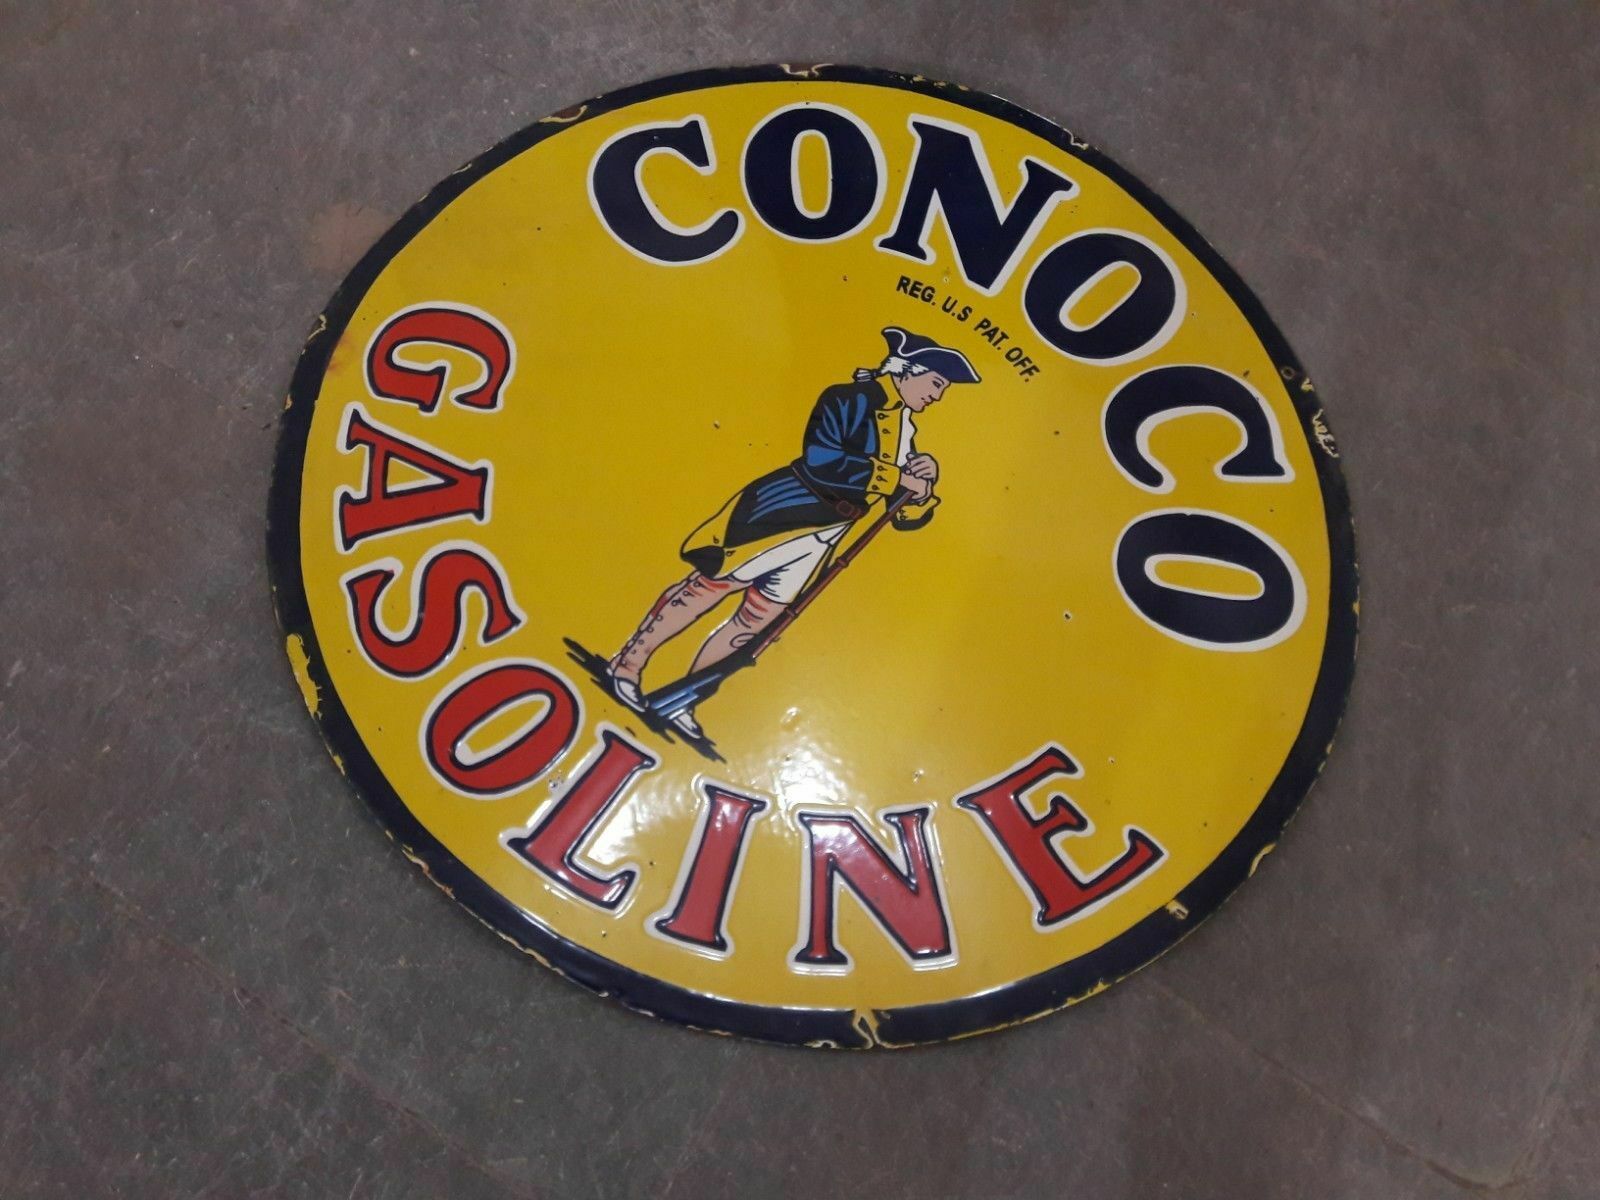 CONOCO
REG. U.S PAT. OFF.
GASOLINE